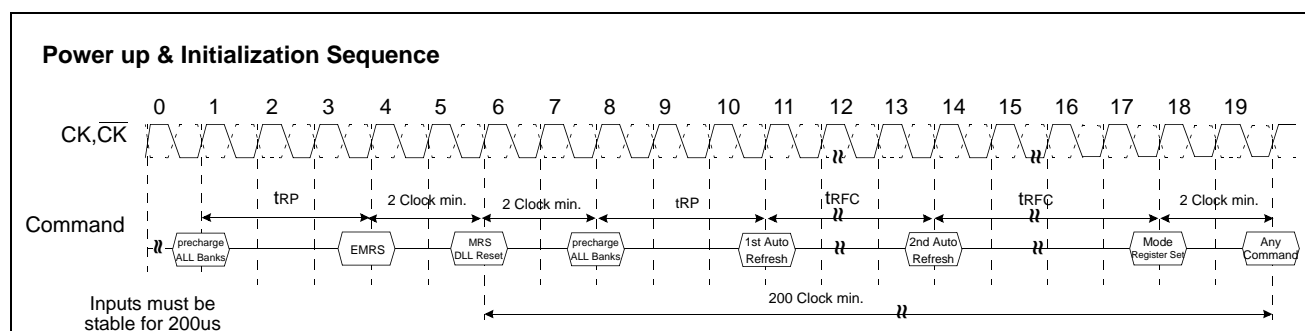 Power up & Initialization Sequence
0 1 2 3 4 5 6 7 8 9 10 11 12 13 14 15 16 17 18 19
CK,CK
tRP 2 Clock min. 2 Clock min. tRP tRFC tRFC 2 Clock min.
Command
precharge
ALL Banks
EMRS
MRS
DLL Reset
precharge
ALL Banks
1st Auto
Refresh
2nd Auto
Refresh
Mode
Register Set
Any
Command
200 Clock min.
Inputs must be
stable for 200us